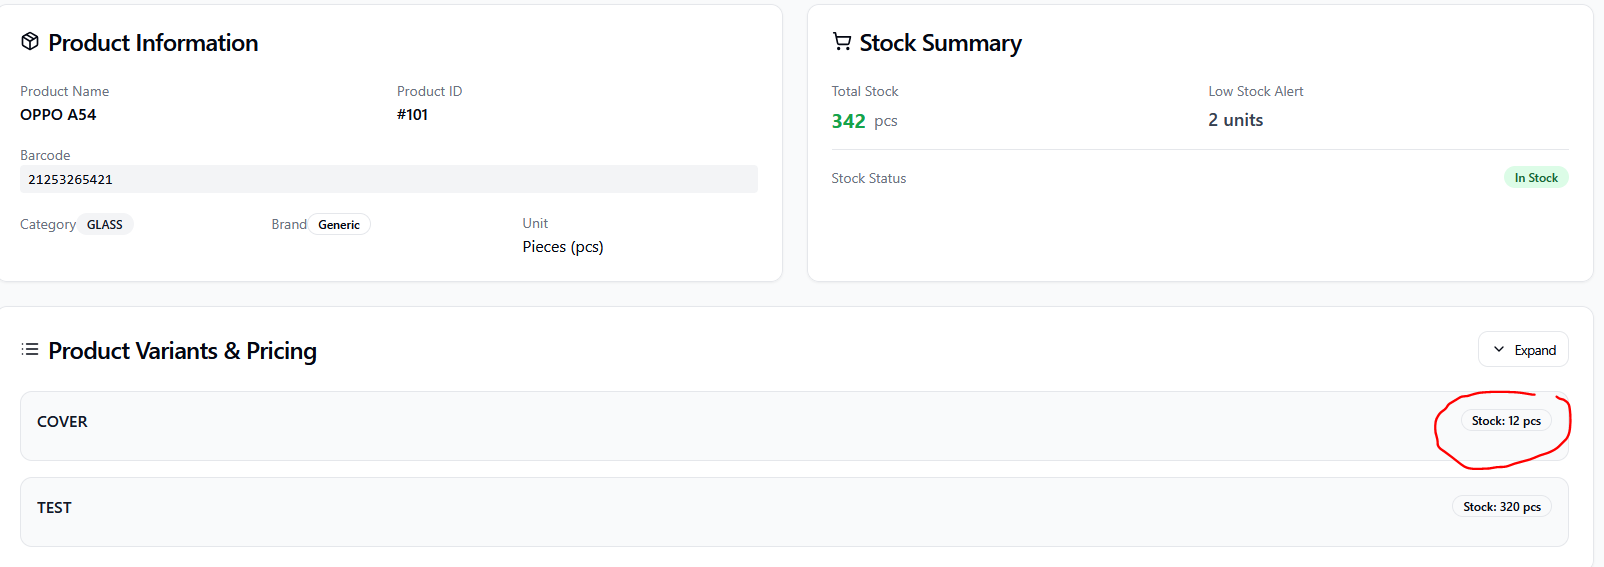 Product Information
Product Name
OPPO A54
Product ID
#101
Barcode
21253265421
Category GLASS
Brand Generic
Unit
Pieces (pcs)
Stock Summary
Total Stock
342 pcs
Low Stock Alert
2 units
Stock Status
In Stock
Product Variants & Pricing
Expand
COVER
Stock: 12 pcs
TEST
Stock: 320 pcs